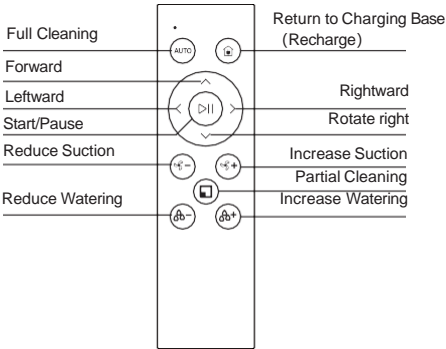 Full Cleaning
Forward
Leftward
Start/Pause
Reduce Suction
Reduce Watering
AUTO
Return to Charging Base
(Recharge)
Rightward
Rotate right
Increase Suction
Partial Cleaning
Increase Watering